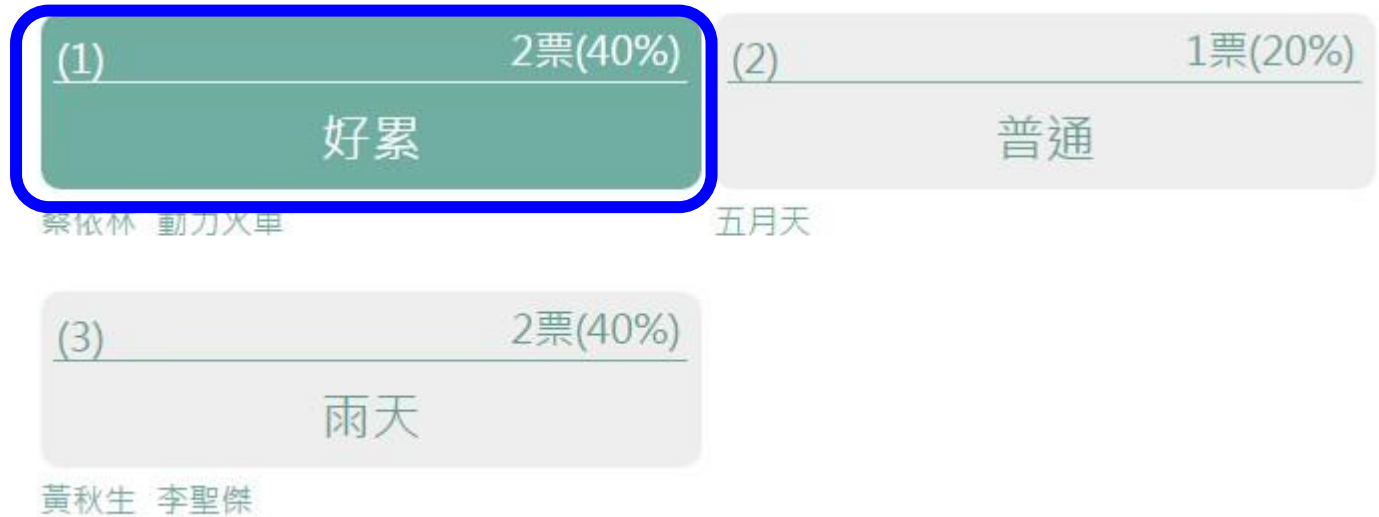 (1) 2票(40%)
好累
蔡依林 動力火車
(2) 1票(20%)
普通
五月天
(3) 2票(40%)
雨天
黃秋生 李聖傑